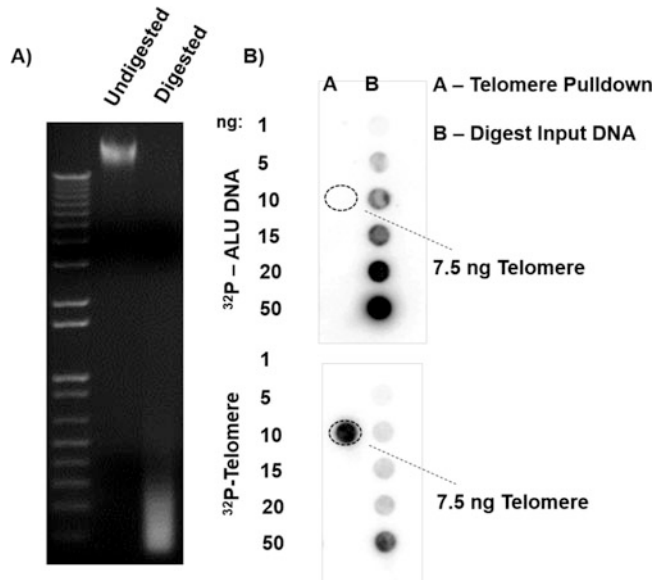 A)
Undigested
Digested
B)
A B
A – Telomere Pulldown
B – Digest Input DNA
ng:
1
5
10
15
20
50
³²P – ALU DNA
7.5 ng Telomere
1
5
10
15
20
50
³²P-Telomere
7.5 ng Telomere